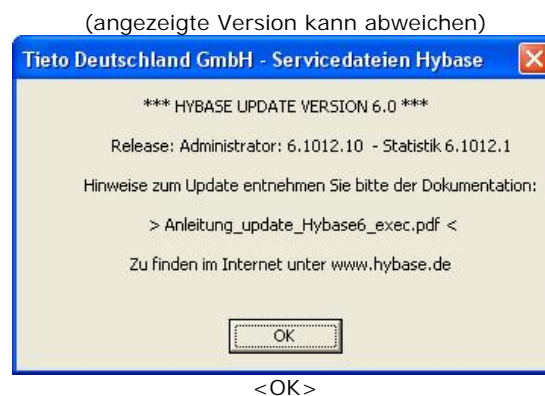 (angezeigte Version kann abweichen)
Tieto Deutschland GmbH - Servicedateien Hybase
*** HYBASE UPDATE VERSION 6.0 ***
Release: Administrator: 6.1012.10 - Statistik 6.1012.1
Hinweise zum Update entnehmen Sie bitte der Dokumentation:
> Anleitung_update_Hybase6_exec.pdf <
Zu finden im Internet unter www.hybase.de
OK
<OK>